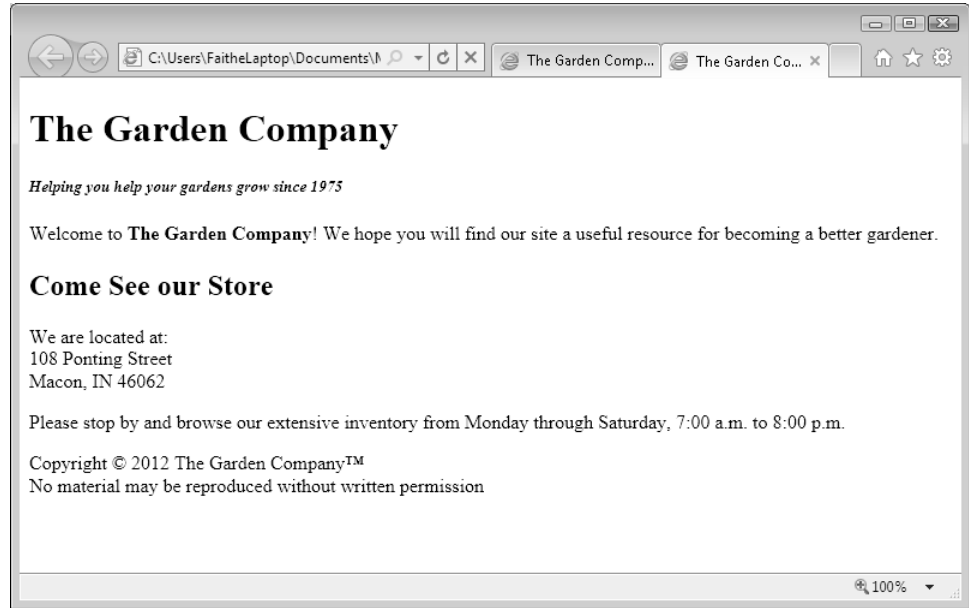 C:\Users\FaitheLaptop\Documents\M
The Garden Comp...
The Garden Co...
The Garden Company
Helping you help your gardens grow since 1975
Welcome to The Garden Company! We hope you will find our site a useful resource for becoming a better gardener.
Come See our Store
We are located at:
108 Ponting Street
Macon, IN 46062
Please stop by and browse our extensive inventory from Monday through Saturday, 7:00 a.m. to 8:00 p.m.
Copyright © 2012 The Garden Company™
No material may be reproduced without written permission
100%